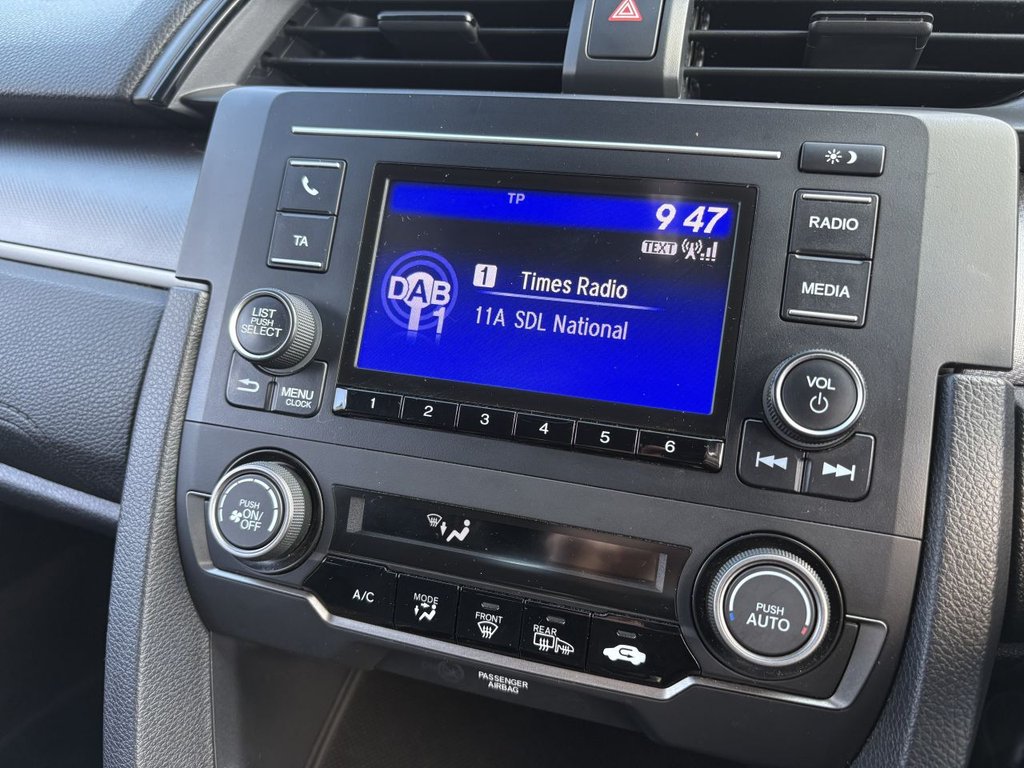 TP
9 47
TEXT
DAB
1
1 Times Radio
11A SDL National
TA
RADIO
MEDIA
LIST
PUSH
SELECT
MENU
CLOCK
VOL
1 2 3 4 5 6
PUSH
ON/
OFF
A/C
MODE
FRONT
REAR
PUSH
AUTO
PASSENGER
AIRBAG